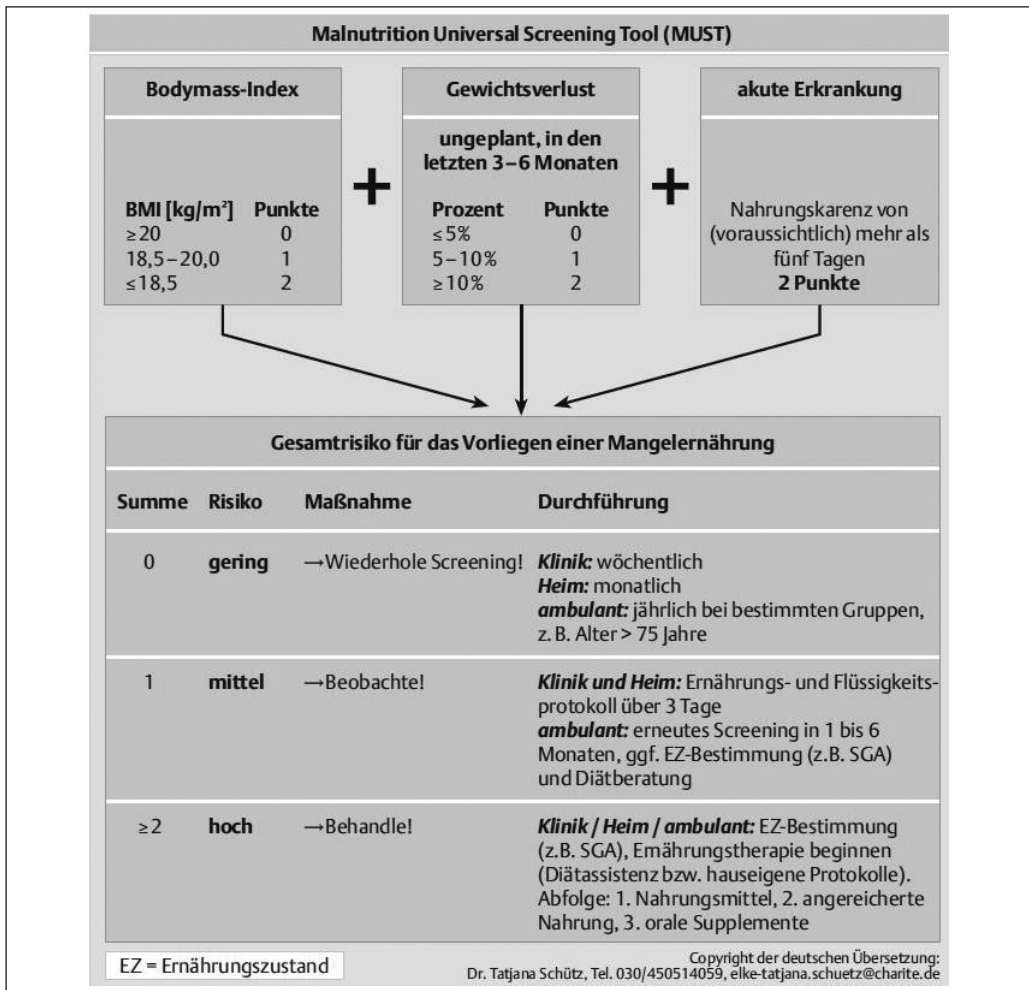 Malnutrition Universal Screening Tool (MUST)
Bodymass-Index
BMI [kg/m²] Punkte
≥20 0
18,5–20,0 1
≤18,5 2
+
Gewichtsverlust
ungeplant, in den
letzten 3–6 Monaten
Prozent Punkte
≤5% 0
5–10% 1
≥10% 2
+
akute Erkrankung
Nahrungskarenz von
(voraussichtlich) mehr als
fünf Tagen
2 Punkte
Gesamtrisiko für das Vorliegen einer Mangelernährung
Summe Risiko Maßnahme Durchführung
0 gering →Wiederhole Screening! Klinik: wöchentlich
Heim: monatlich
ambulant: jährlich bei bestimmten Gruppen,
z. B. Alter > 75 Jahre
1 mittel →Beobachte! Klinik und Heim: Ernährungs- und Flüssigkeits-
protokoll über 3 Tage
ambulant: erneutes Screening in 1 bis 6
Monaten, ggf. EZ-Bestimmung (z.B. SGA)
und Diätberatung
≥2 hoch →Behandle! Klinik / Heim / ambulant: EZ-Bestimmung
(z.B. SGA), Ernährungstherapie beginnen
(Diätassistenz bzw. hauseigene Protokolle).
Abfolge: 1. Nahrungsmittel, 2. angereicherte
Nahrung, 3. orale Supplemente
EZ = Ernährungszustand
Copyright der deutschen Übersetzung:
Dr. Tatjana Schütz, Tel. 030/450514059, elke-tatjana.schuetz@charite.de